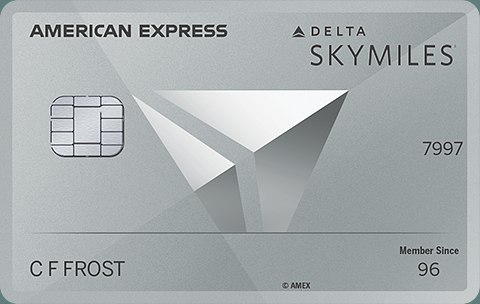 AMERICAN EXPRESS
DELTA
SKYMILES
7997
Member Since
C F FROST 96
© AMEX